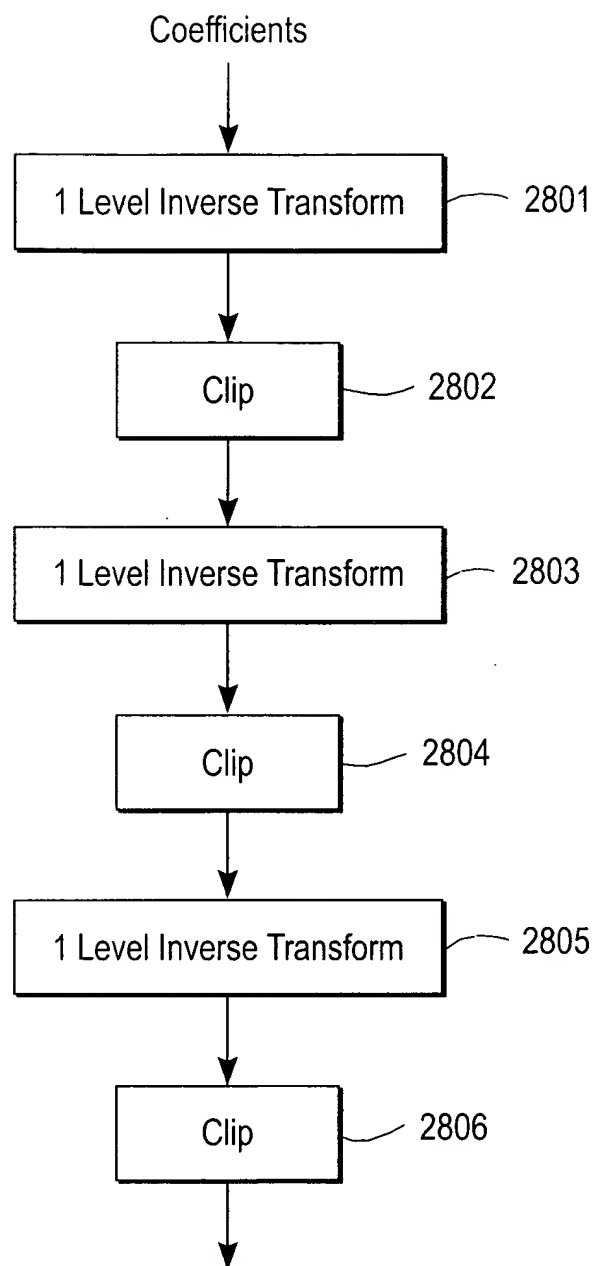 Coefficients
1 Level Inverse Transform 2801
Clip 2802
1 Level Inverse Transform 2803
Clip 2804
1 Level Inverse Transform 2805
Clip 2806